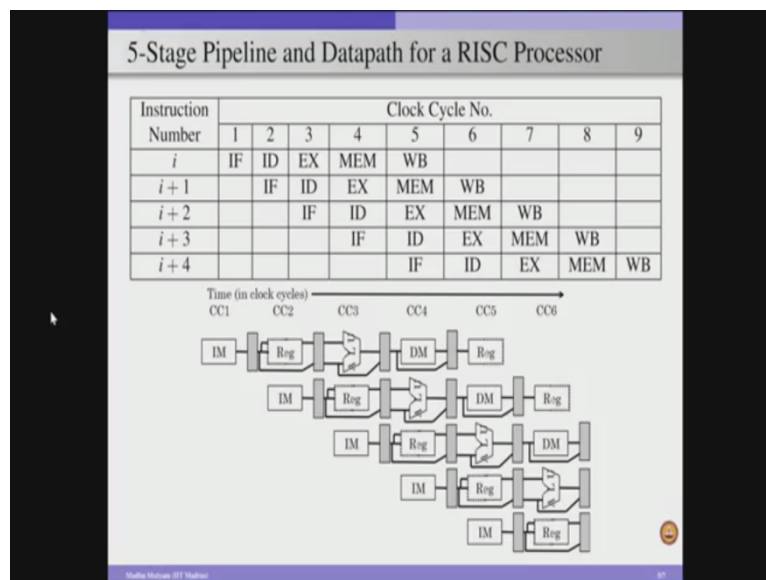 5-Stage Pipeline and Datapath for a RISC Processor
Instruction Number Clock Cycle No.
1 2 3 4 5 6 7 8 9
i IF ID EX MEM WB
i + 1 IF ID EX MEM WB
i + 2 IF ID EX MEM WB
i + 3 IF ID EX MEM WB
i + 4 IF ID EX MEM WB
Time (in clock cycles)
CC1 CC2 CC3 CC4 CC5 CC6
IM Reg DM Reg
IM Reg DM Reg
IM Reg DM
IM Reg
IM Reg
Madhu Mutyam (IIT Madras)